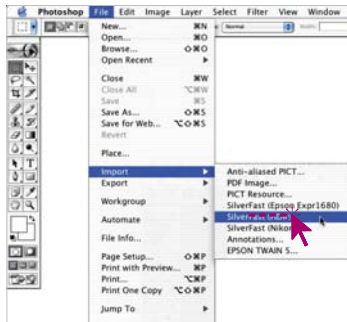 Photoshop File Edit Image Layer Select Filter View Window
New... ⌘N
Open... ⌘O
Browse... ⇧⌘O
Open Recent
Close ⌘W
Close All ⌥⌘W
Save ⌘S
Save As... ⇧⌘S
Save for Web... ⌥⇧⌘S
Revert
Place...
Import
Export
Workgroup
Automate
File Info...
Page Setup... ⇧⌘P
Print with Preview... ⌘P
Print... ⌥⌘P
Print One Copy ⌥⇧⌘P
Jump To
Normal
Anti-aliased PICT...
PDF Image...
PICT Resource...
SilverFast (Epson Expr1680)
SilverFast
SilverFast (Nikon
Annotations...
EPSON TWAIN 5...